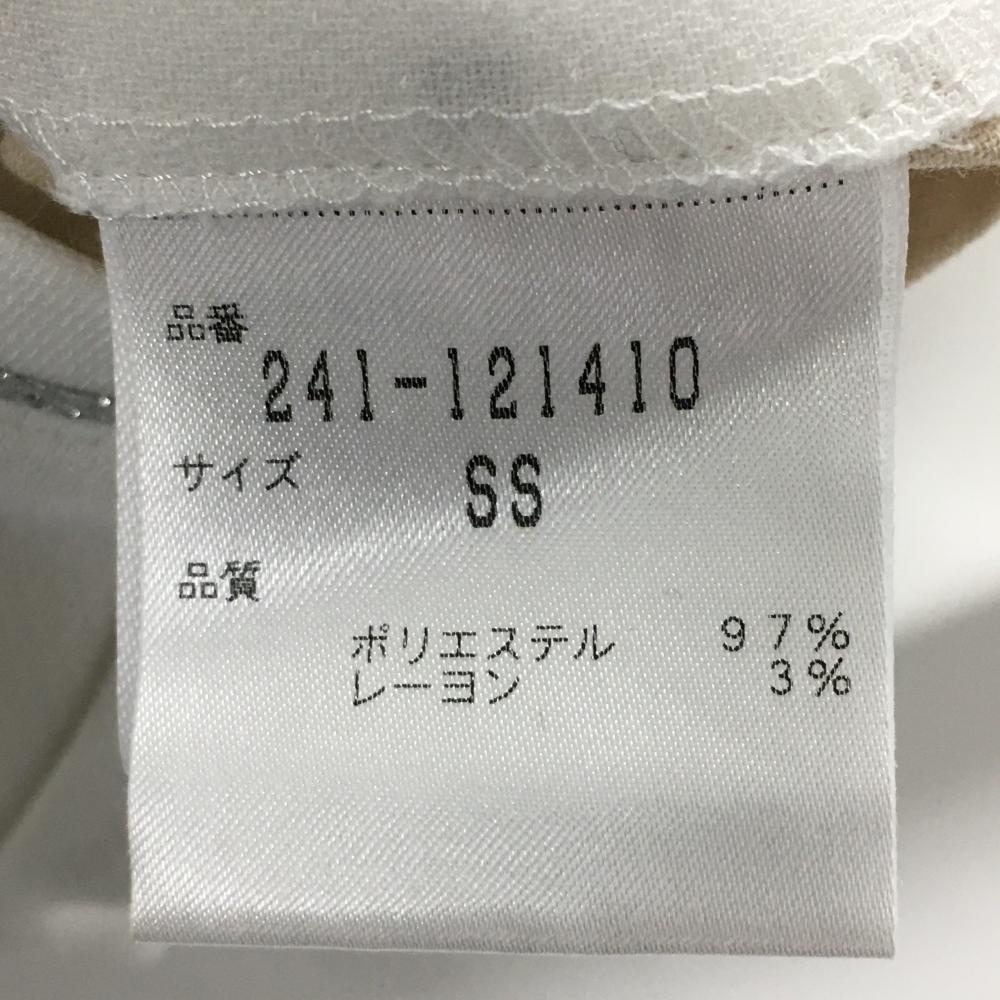 品番
241-121410
サイズ SS
品質
ポリエステル 97%
レーヨン 3%